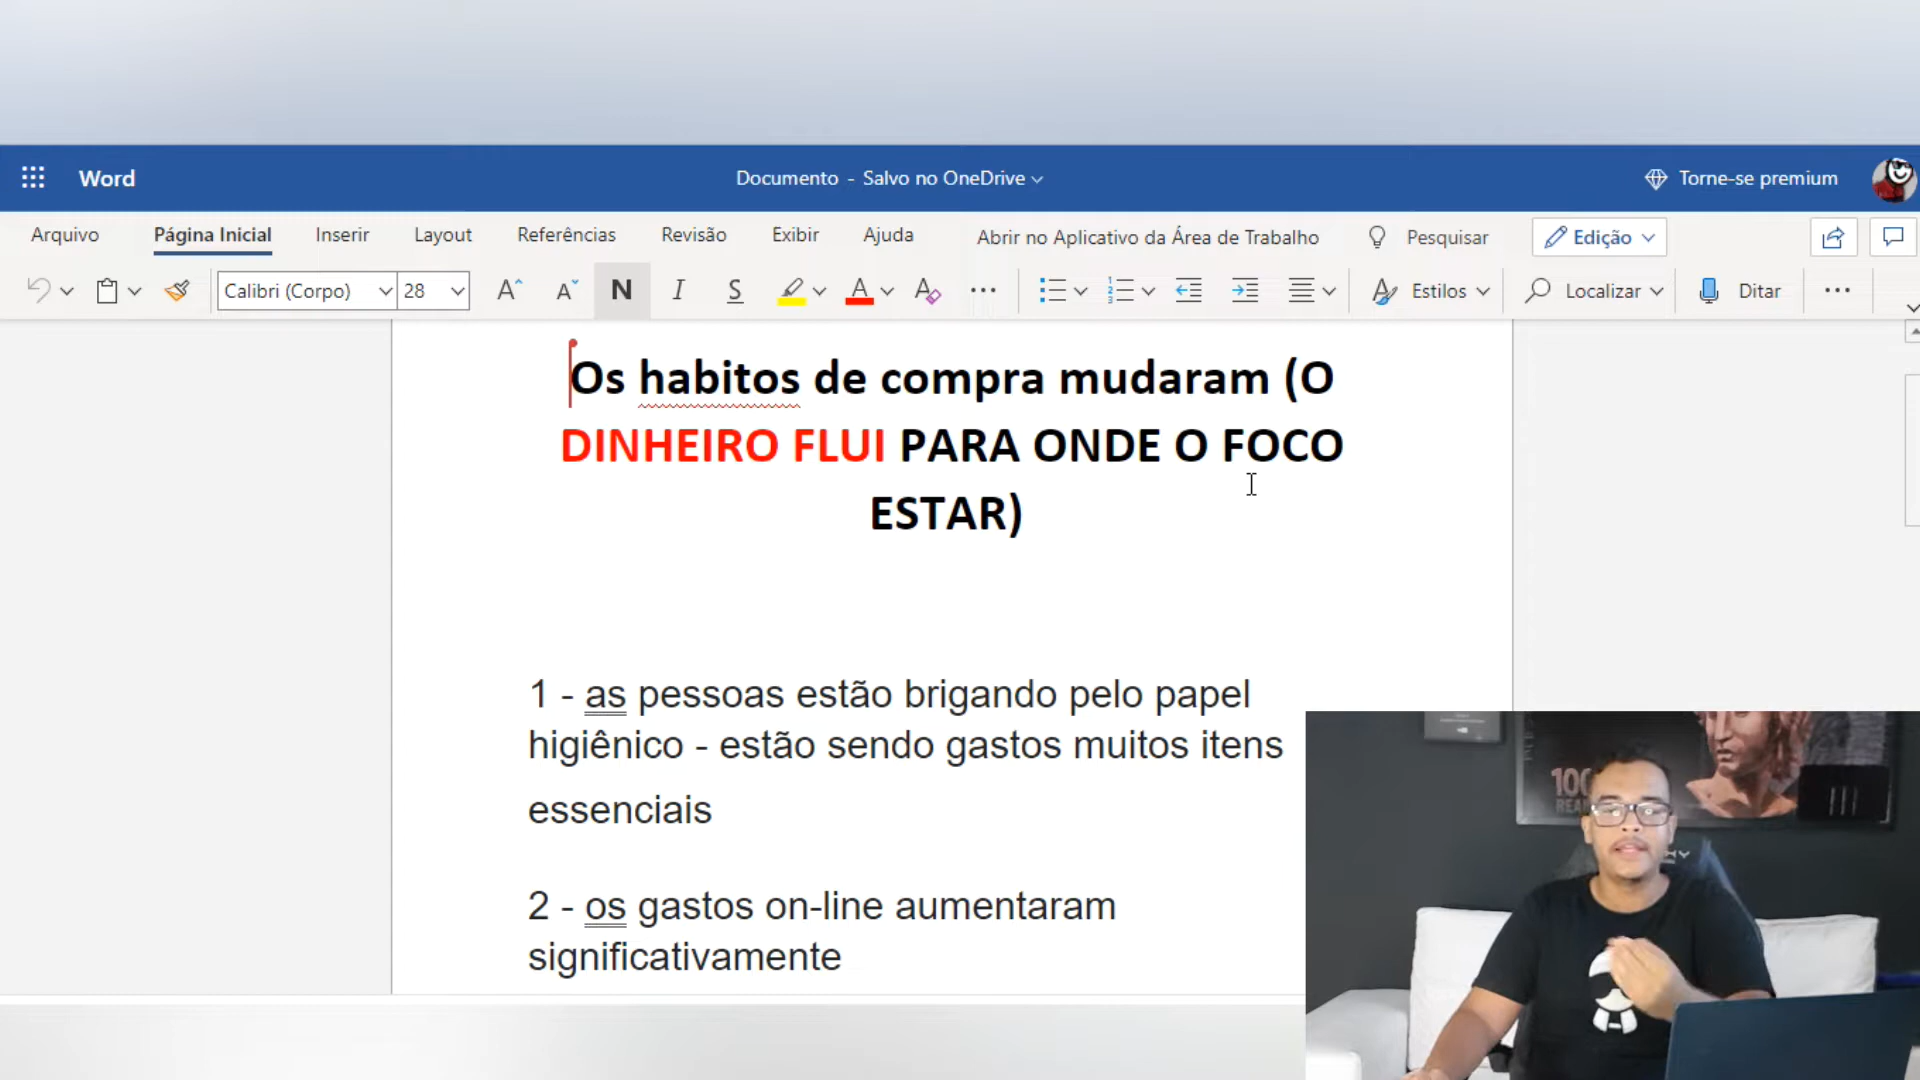 Word
Documento - Salvo no OneDrive
Torne-se premium
Arquivo
Página Inicial
Inserir
Layout
Referências
Revisão
Exibir
Ajuda
Abrir no Aplicativo da Área de Trabalho
Pesquisar
Edição
Calibri (Corpo)
28
N
I
S
Estilos
Localizar
Ditar
Os habitos de compra mudaram (O
DINHEIRO FLUI PARA ONDE O FOCO
ESTAR)
1 - as pessoas estão brigando pelo papel
higiênico - estão sendo gastos muitos itens
essenciais
2 - os gastos on-line aumentaram
significativamente